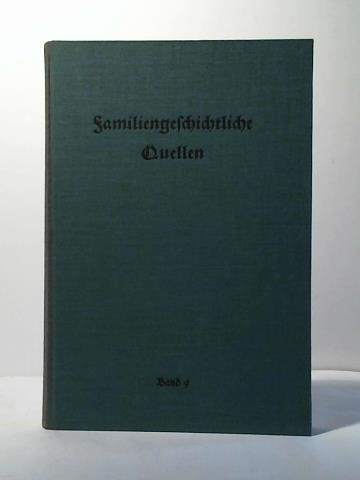 Familiengeschichtliche
Quellen
Band 9